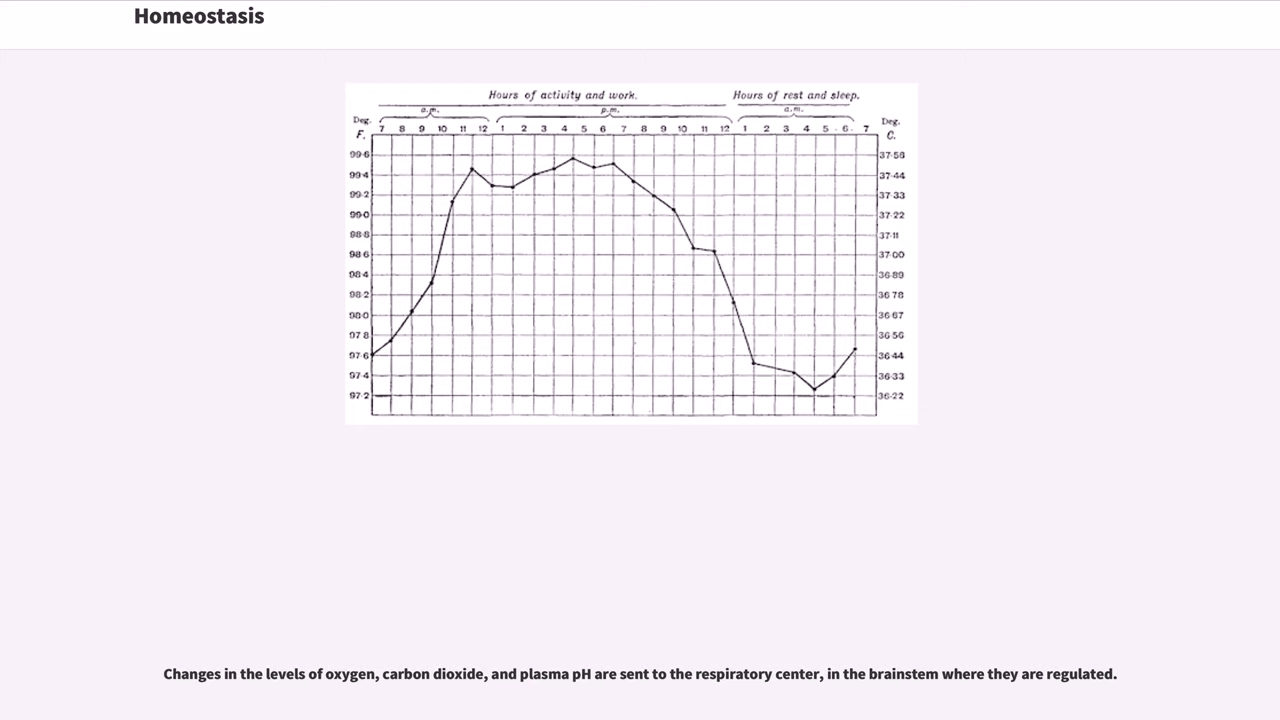 Homeostasis
Hours of activity and work. Hours of rest and sleep.
a.m. p.m. a.m.
Deg. Deg.
F. 7 8 9 10 11 12 1 2 3 4 5 6 7 8 9 10 11 12 1 2 3 4 5 6 7 C.
99·6 37·56
99·4 37·44
99·2 37·33
99·0 37·22
98·8 37·11
98·6 37·00
98·4 36·89
98·2 36·78
98·0 36·67
97·8 36·56
97·6 36·44
97·4 36·33
97·2 36·22
Changes in the levels of oxygen, carbon dioxide, and plasma pH are sent to the respiratory center, in the brainstem where they are regulated.